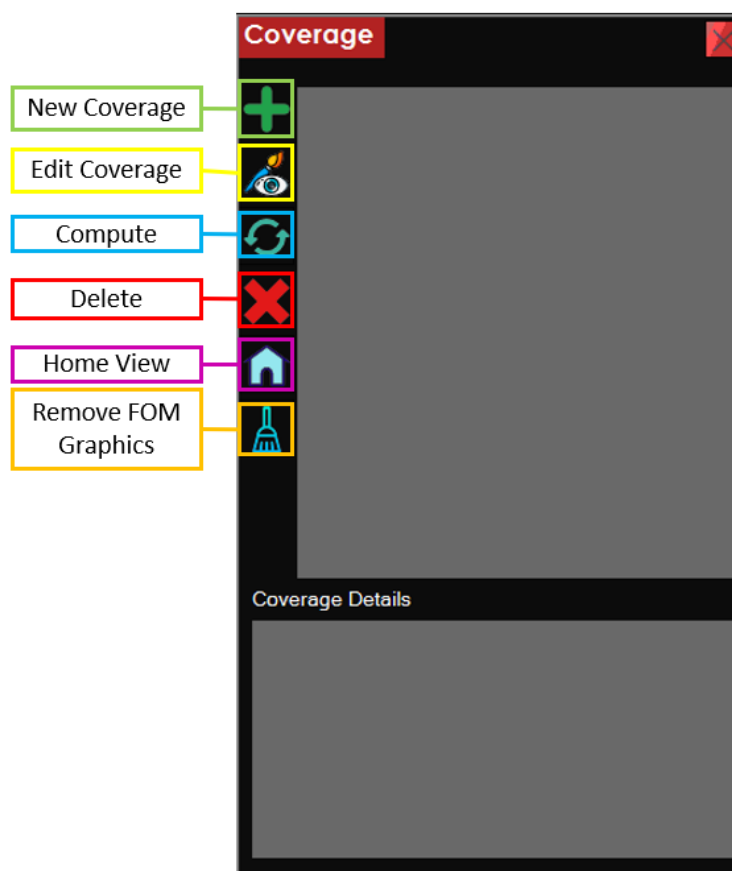 Coverage
New Coverage
Edit Coverage
Compute
Delete
Home View
Remove FOM
Graphics
Coverage Details